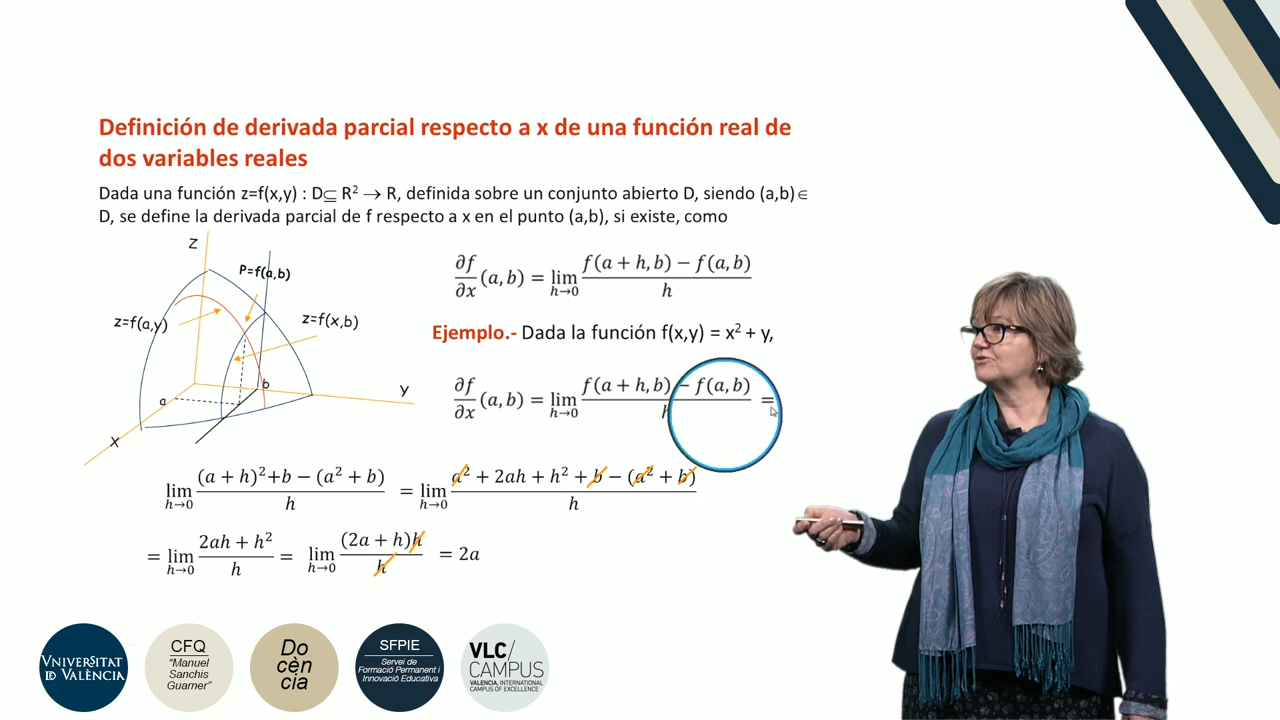 Definición de derivada parcial respecto a x de una función real de
dos variables reales
Dada una función z=f(x,y) : D⊆ R² → R, definida sobre un conjunto abierto D, siendo (a,b)∈
D, se define la derivada parcial de f respecto a x en el punto (a,b), si existe, como
Z
P=f(a,b)
z=f(a,y)
z=f(x,b)
a
b
Y
X
∂f/∂x (a, b) = lim h→0 (f(a + h, b) − f(a, b))/h
Ejemplo.- Dada la función f(x,y) = x² + y,
∂f/∂x (a, b) = lim h→0 (f(a + h, b) − f(a, b))/h =
lim h→0 ((a + h)²+b − (a² + b))/h = lim h→0 (a² + 2ah + h² + b − (a² + b))/h
= lim h→0 (2ah + h²)/h = lim h→0 ((2a + h)h)/h = 2a
VNIVERSITAT
ID VALÈNCIA
CFQ
"Manuel
Sanchis
Guarner"
Do
cèn
cia
SFPIE
Servei de
Formació Permanent i
Innovació Educativa
VLC/
CAMPUS
VALENCIA, INTERNATIONAL
CAMPUS OF EXCELLENCE